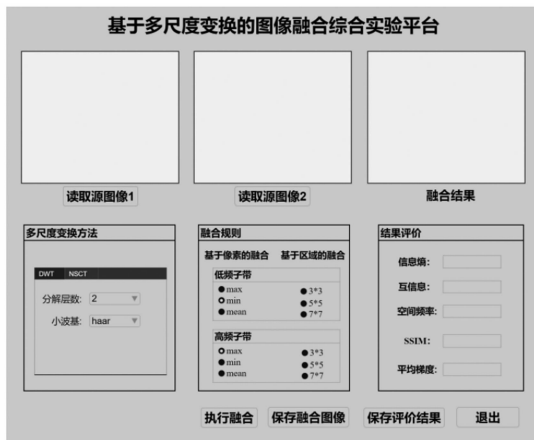 基于多尺度变换的图像融合综合实验平台
读取源图像1
读取源图像2
融合结果
多尺度变换方法
DWT NSCT
分解层数: 2
小波基: haar
融合规则
基于像素的融合 基于区域的融合
低频子带
max 3*3
min 5*5
mean 7*7
高频子带
max 3*3
min 5*5
mean 7*7
结果评价
信息熵:
互信息:
空间频率:
SSIM:
平均梯度:
执行融合 保存融合图像 保存评价结果 退出